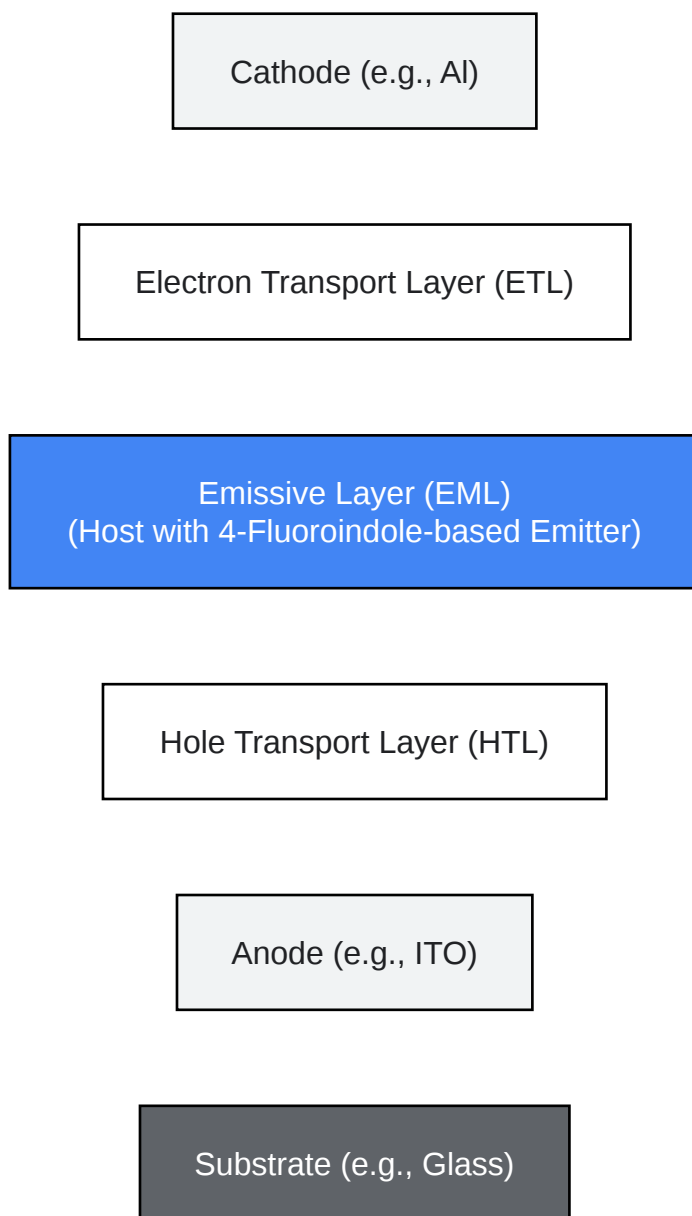 Cathode (e.g., Al)
Electron Transport Layer (ETL)
Emissive Layer (EML)
(Host with 4-Fluoroindole-based Emitter)
Hole Transport Layer (HTL)
Anode (e.g., ITO)
Substrate (e.g., Glass)